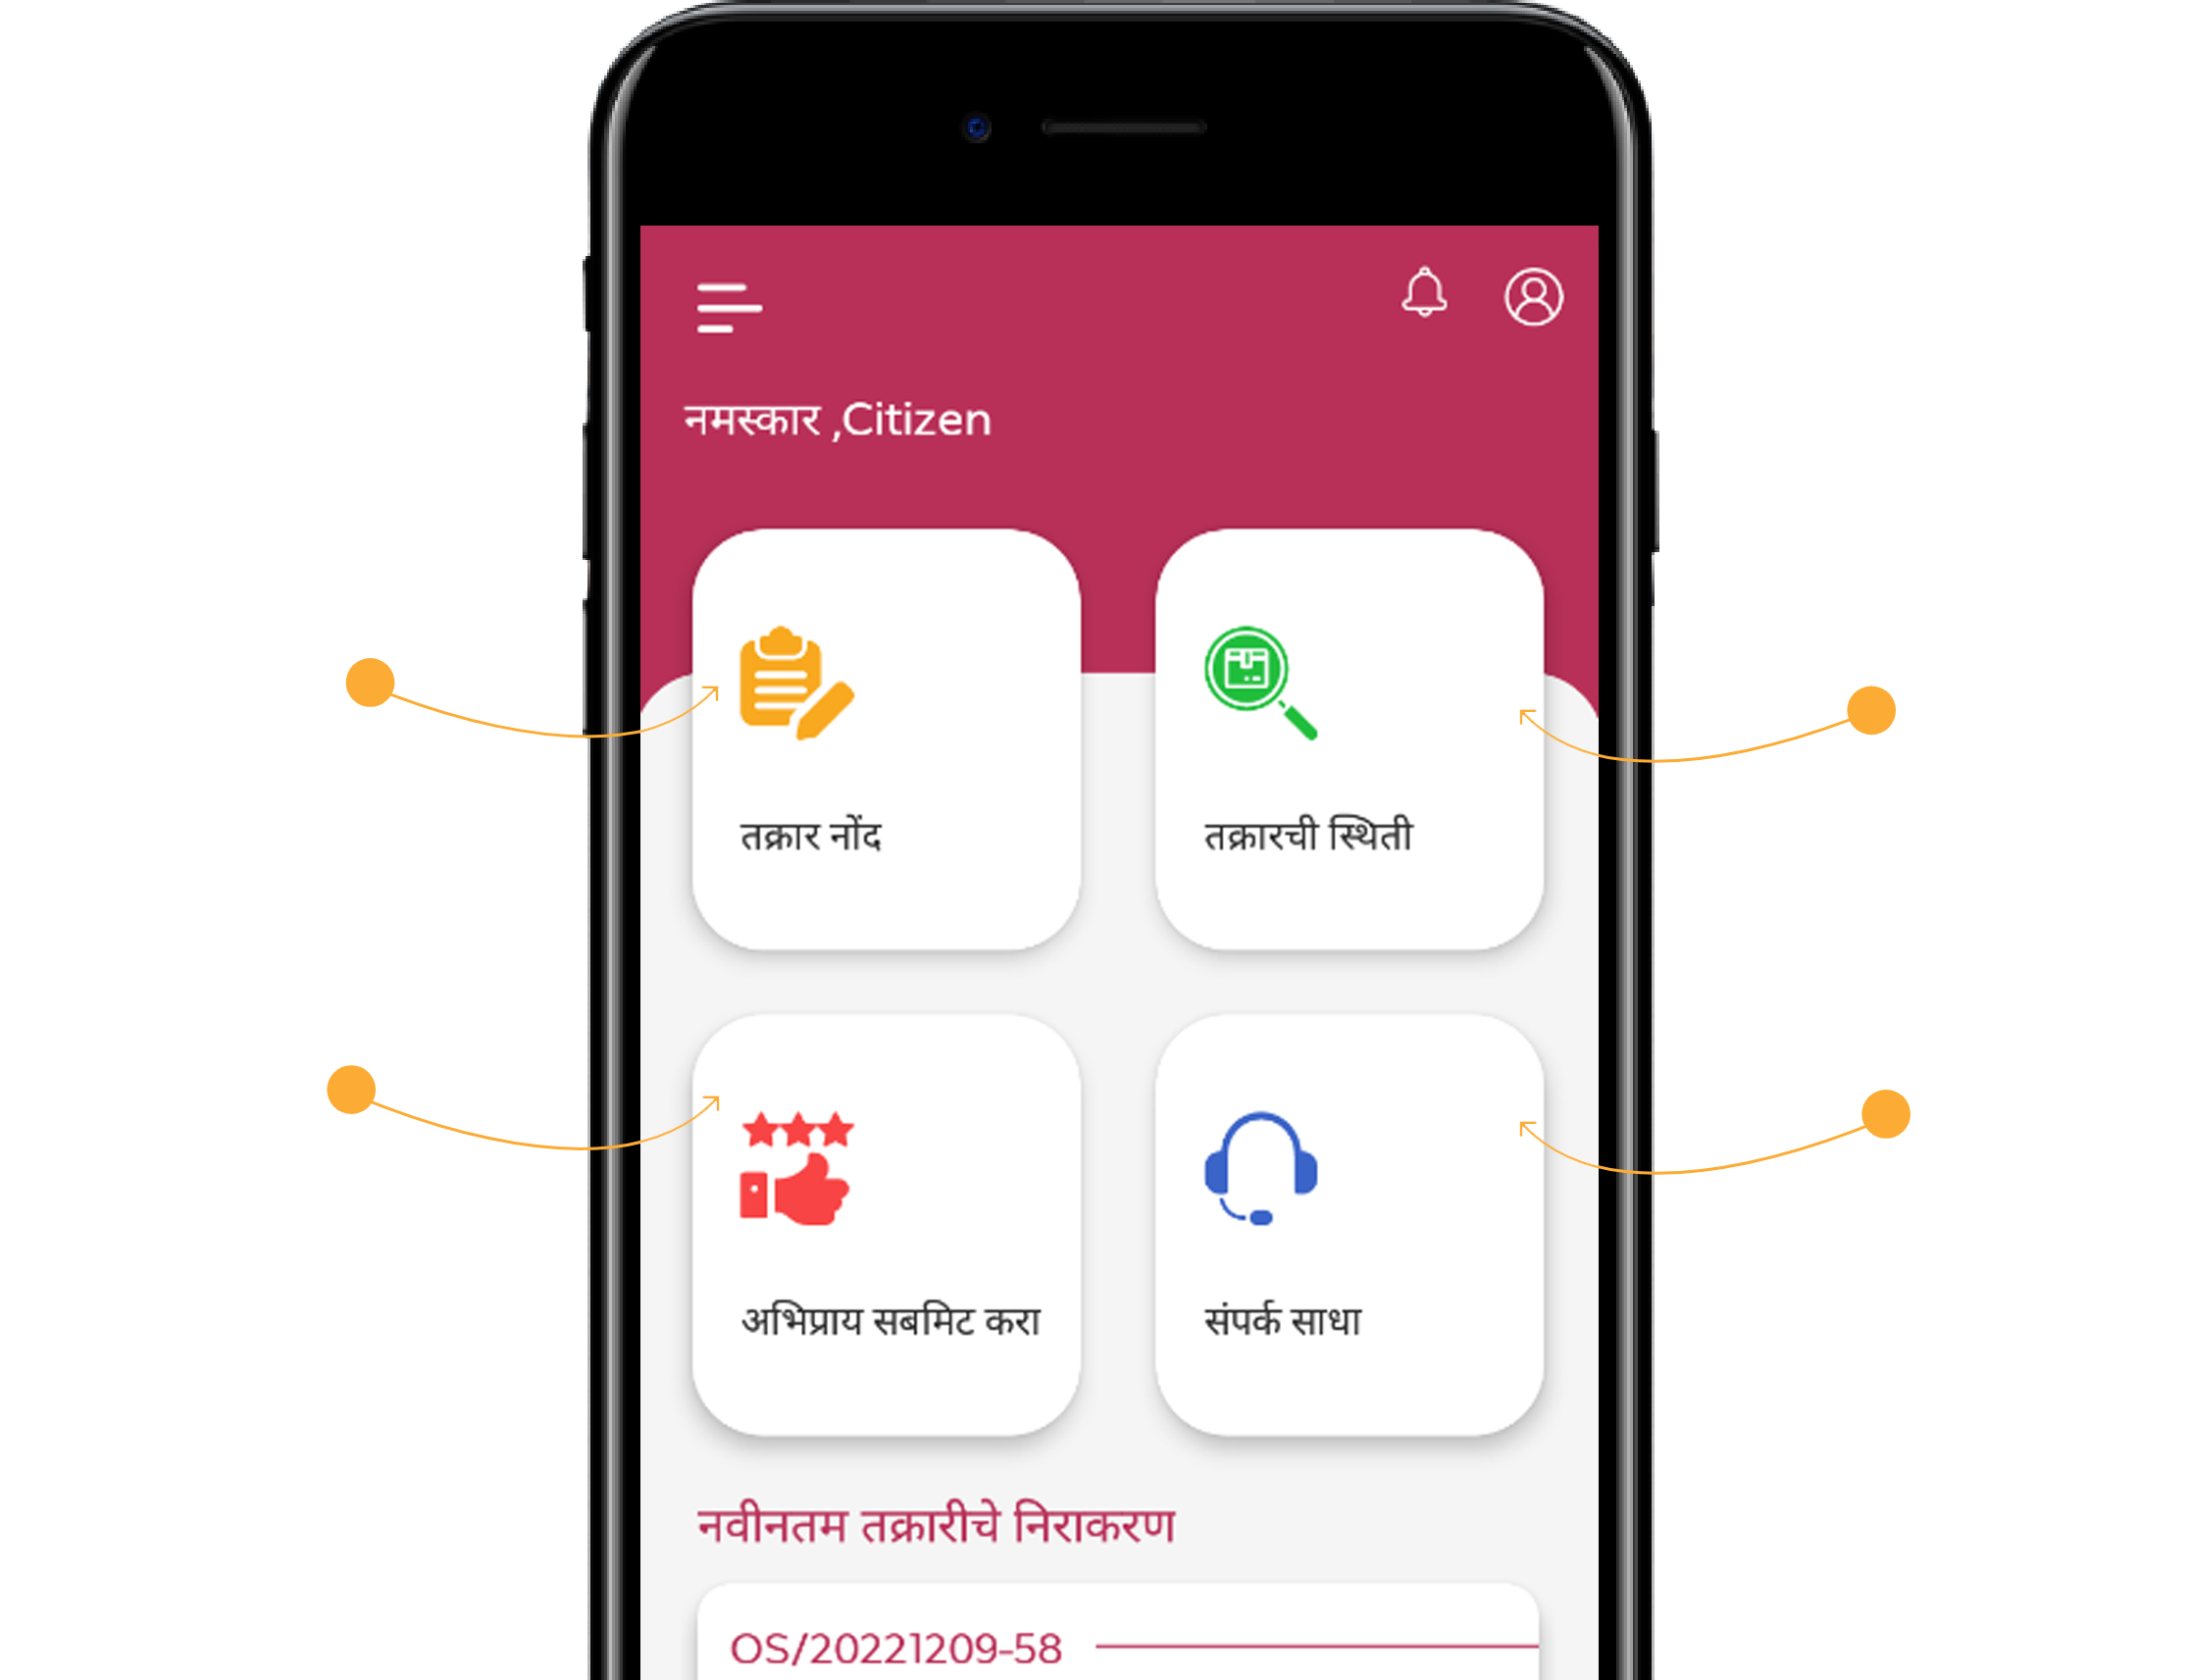 नमस्कार ,Citizen
तक्रार नोंद
तक्रारची स्थिती
अभिप्राय सबमिट करा
संपर्क साधा
नवीनतम तक्रारीचे निराकरण
OS/20221209-58